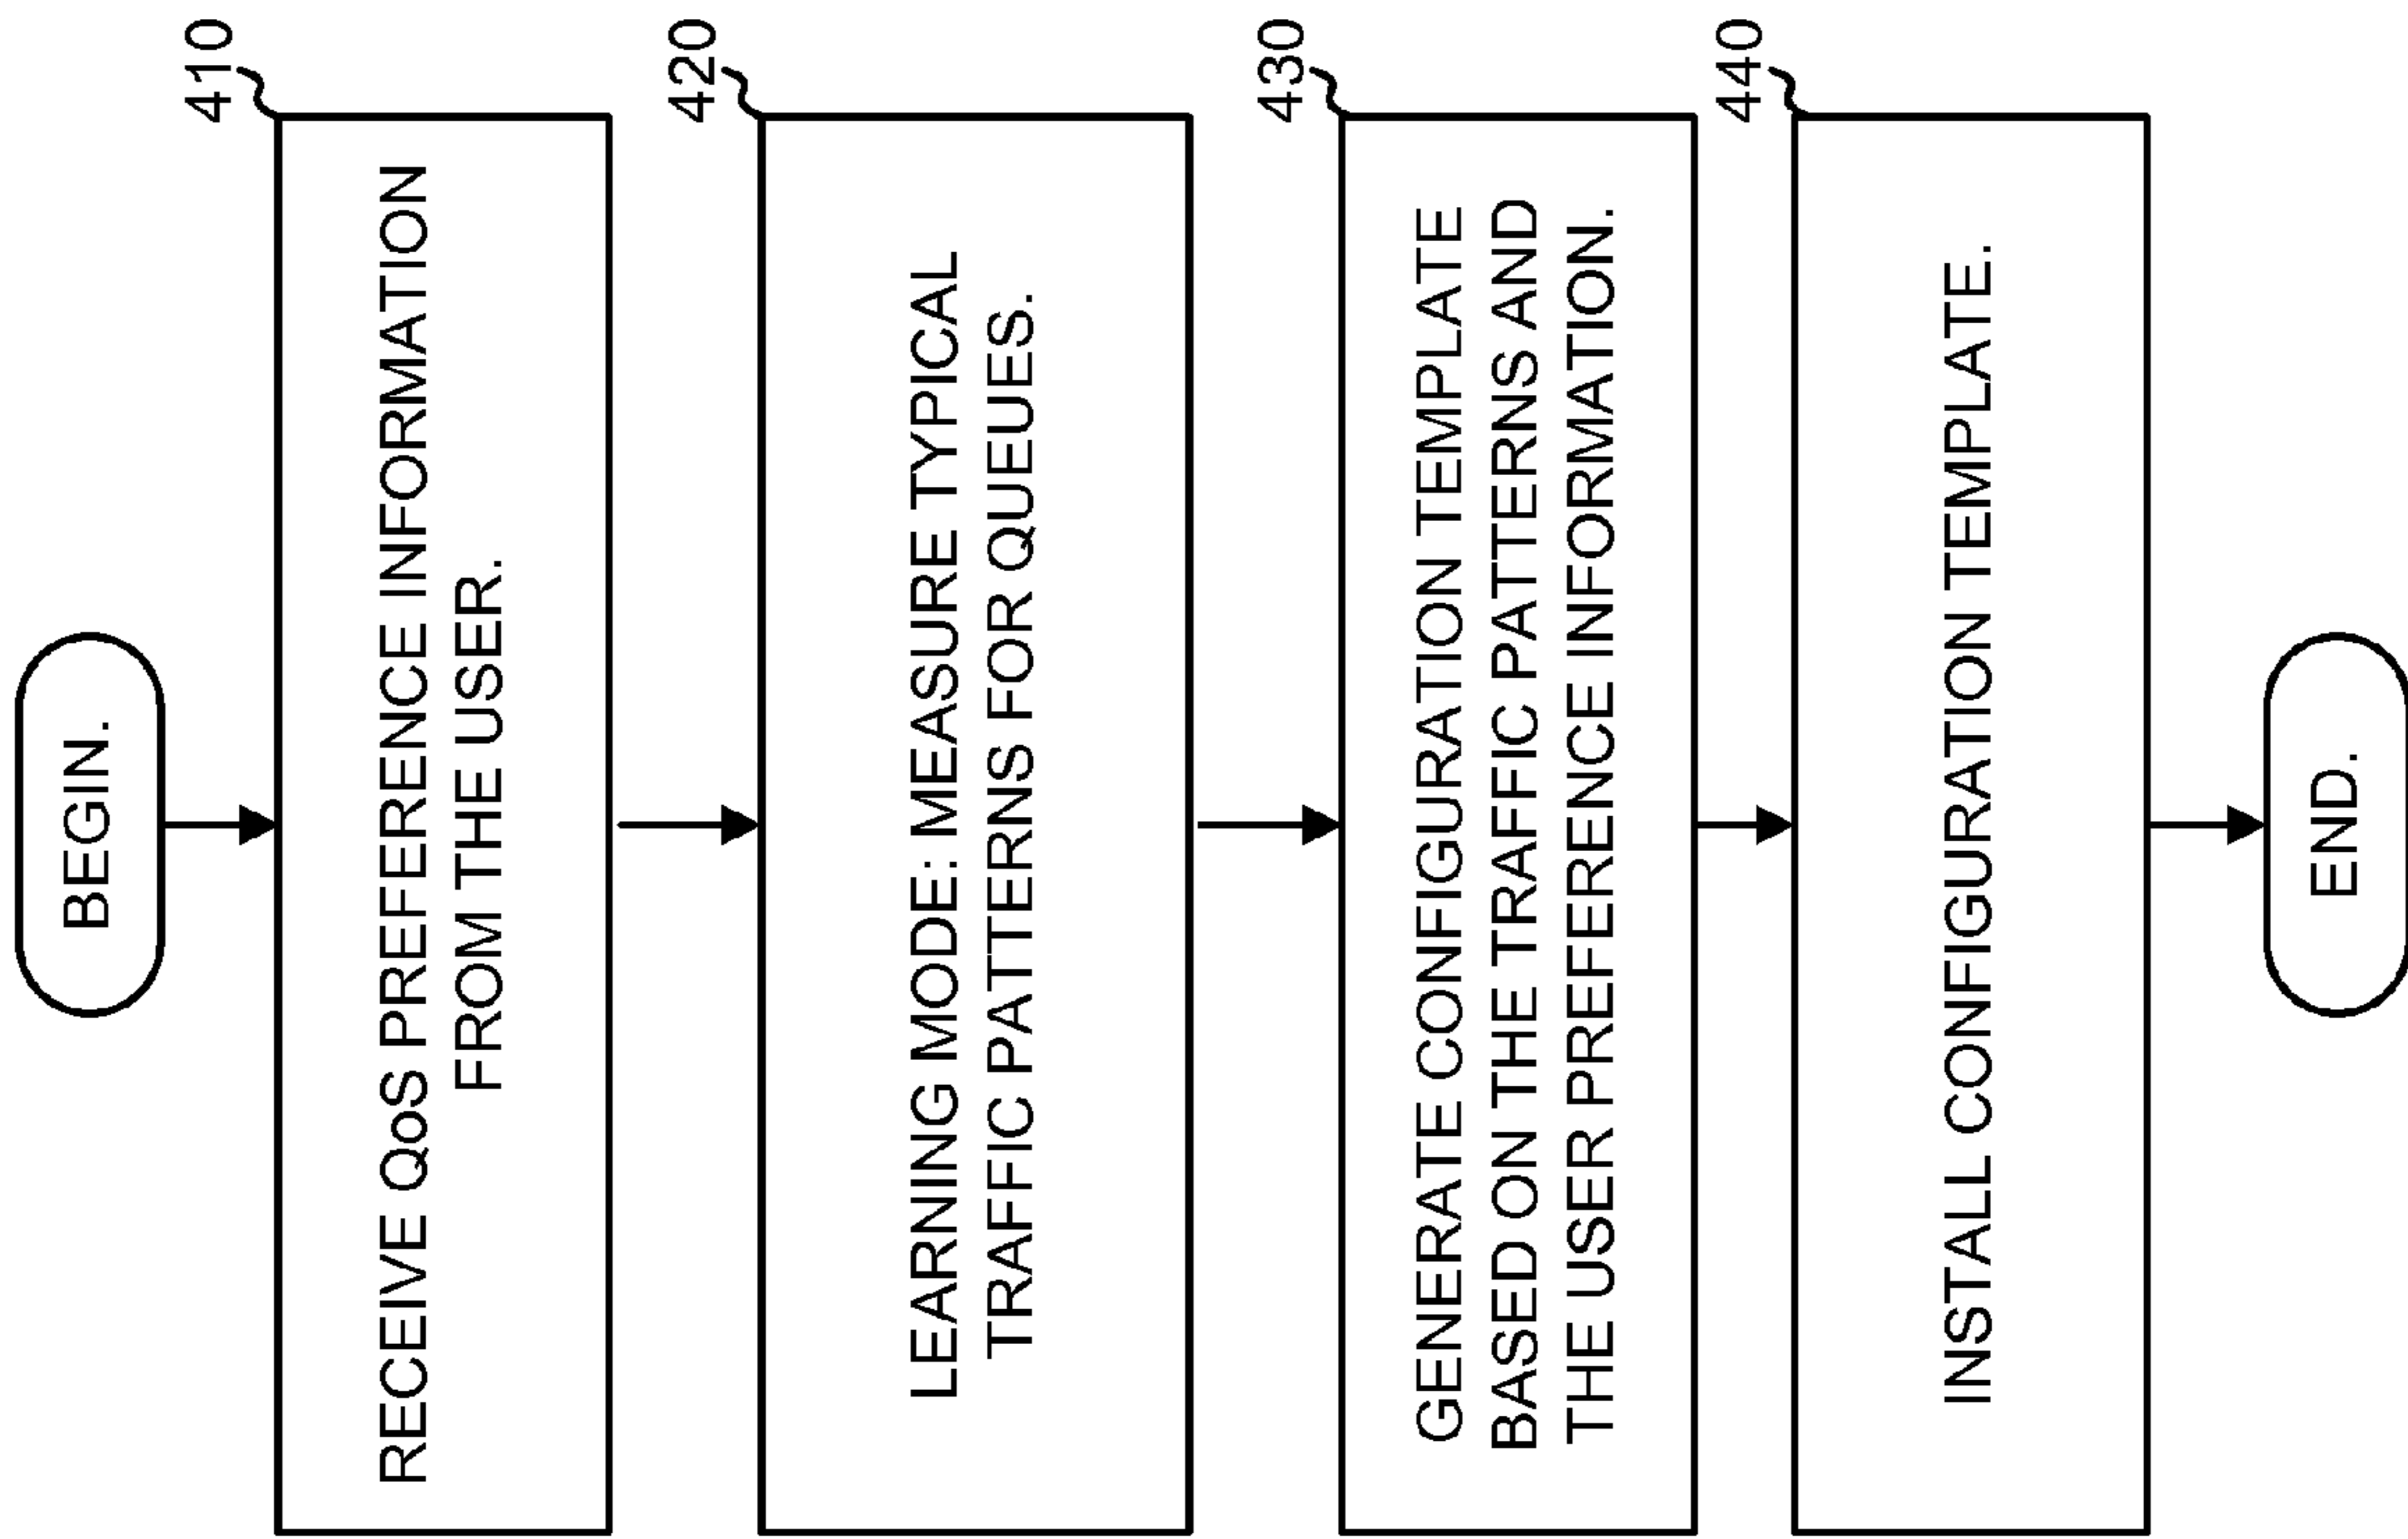 BEGIN.
410
RECEIVE QoS PREFERENCE INFORMATION
FROM THE USER.
420
LEARNING MODE: MEASURE TYPICAL
TRAFFIC PATTERNS FOR QUEUES.
430
GENERATE CONFIGURATION TEMPLATE
BASED ON THE TRAFFIC PATTERNS AND
THE USER PREFERENCE INFORMATION.
440
INSTALL CONFIGURATION TEMPLATE.
END.